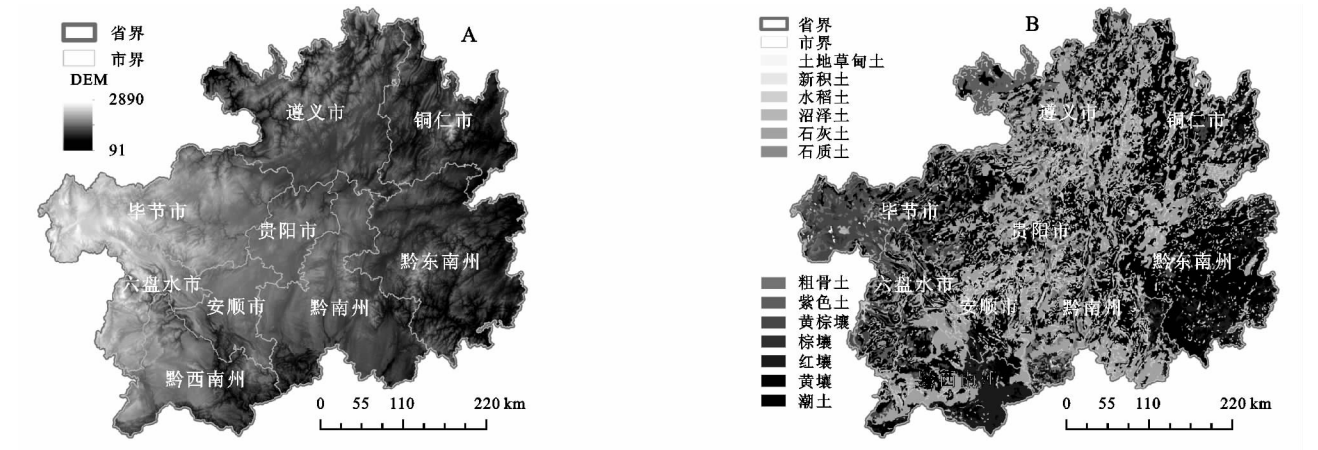 A
省界
市界
DEM
2890
91
遵义市
铜仁市
毕节市
贵阳市
黔东南州
六盘水市
安顺市
黔南州
黔西南州
0 55 110 220 km
B
省界
市界
土地草甸土
新积土
水稻土
沼泽土
石灰土
石质土
遵义市
铜仁市
毕节市
贵阳市
黔东南州
六盘水市
安顺市
黔南州
粗骨土
紫色土
黄棕壤
棕壤
红壤
黄壤
潮土
黔西南州
0 55 110 220 km